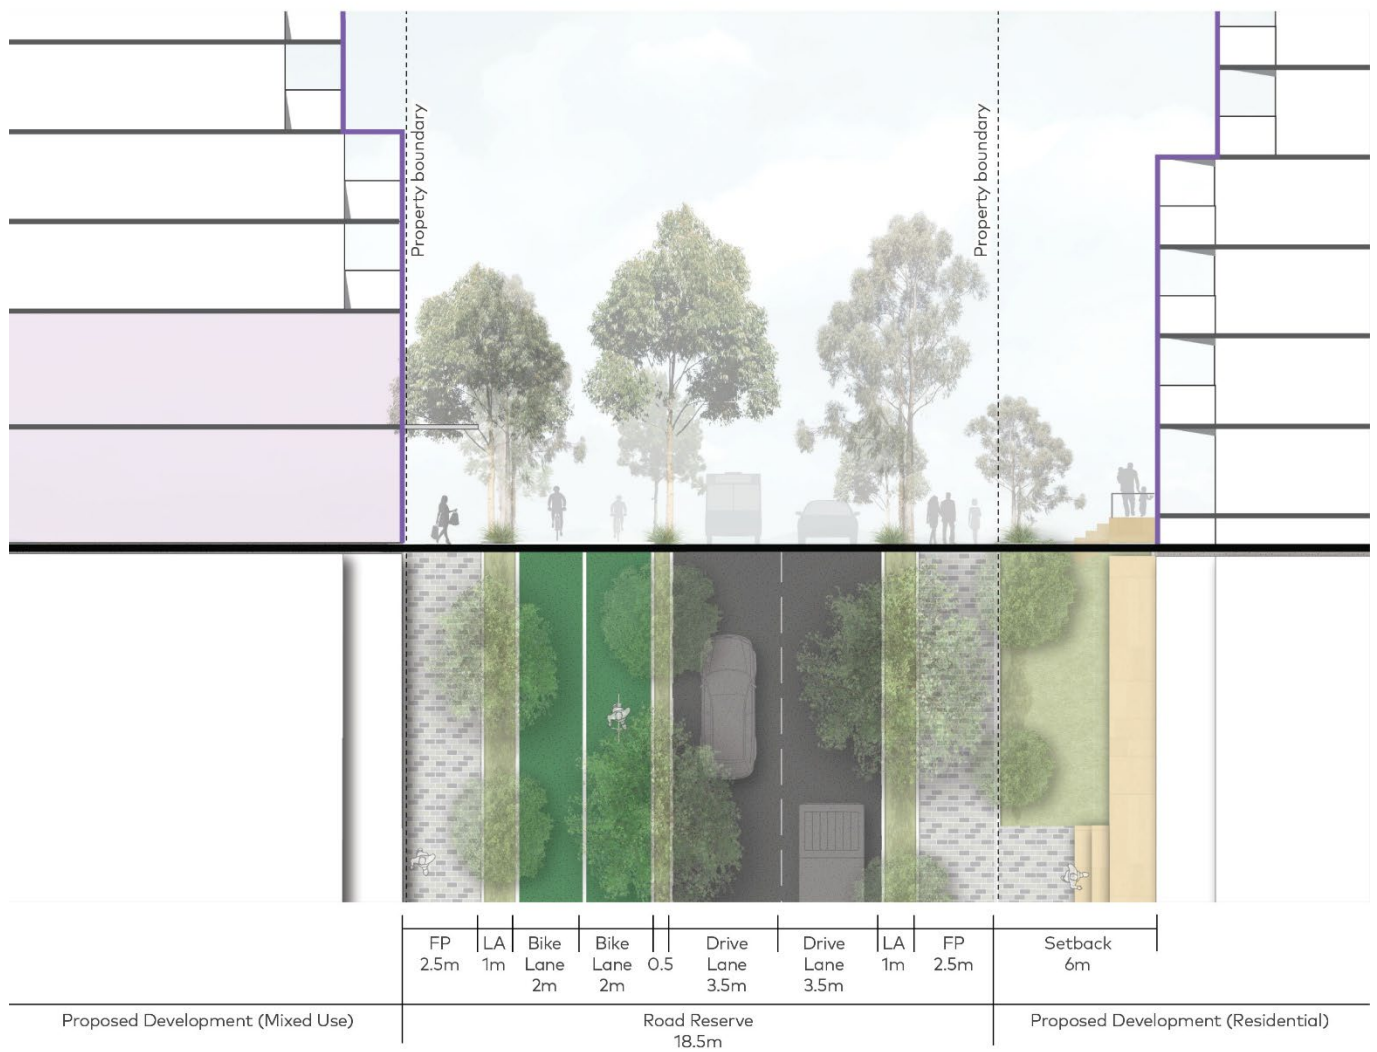 Property boundary
Property boundary
FP
2.5m
LA
1m
Bike
Lane
2m
Bike
Lane
2m
0.5
Drive
Lane
3.5m
Drive
Lane
3.5m
LA
1m
FP
2.5m
Setback
6m
Proposed Development (Mixed Use)
Road Reserve
18.5m
Proposed Development (Residential)